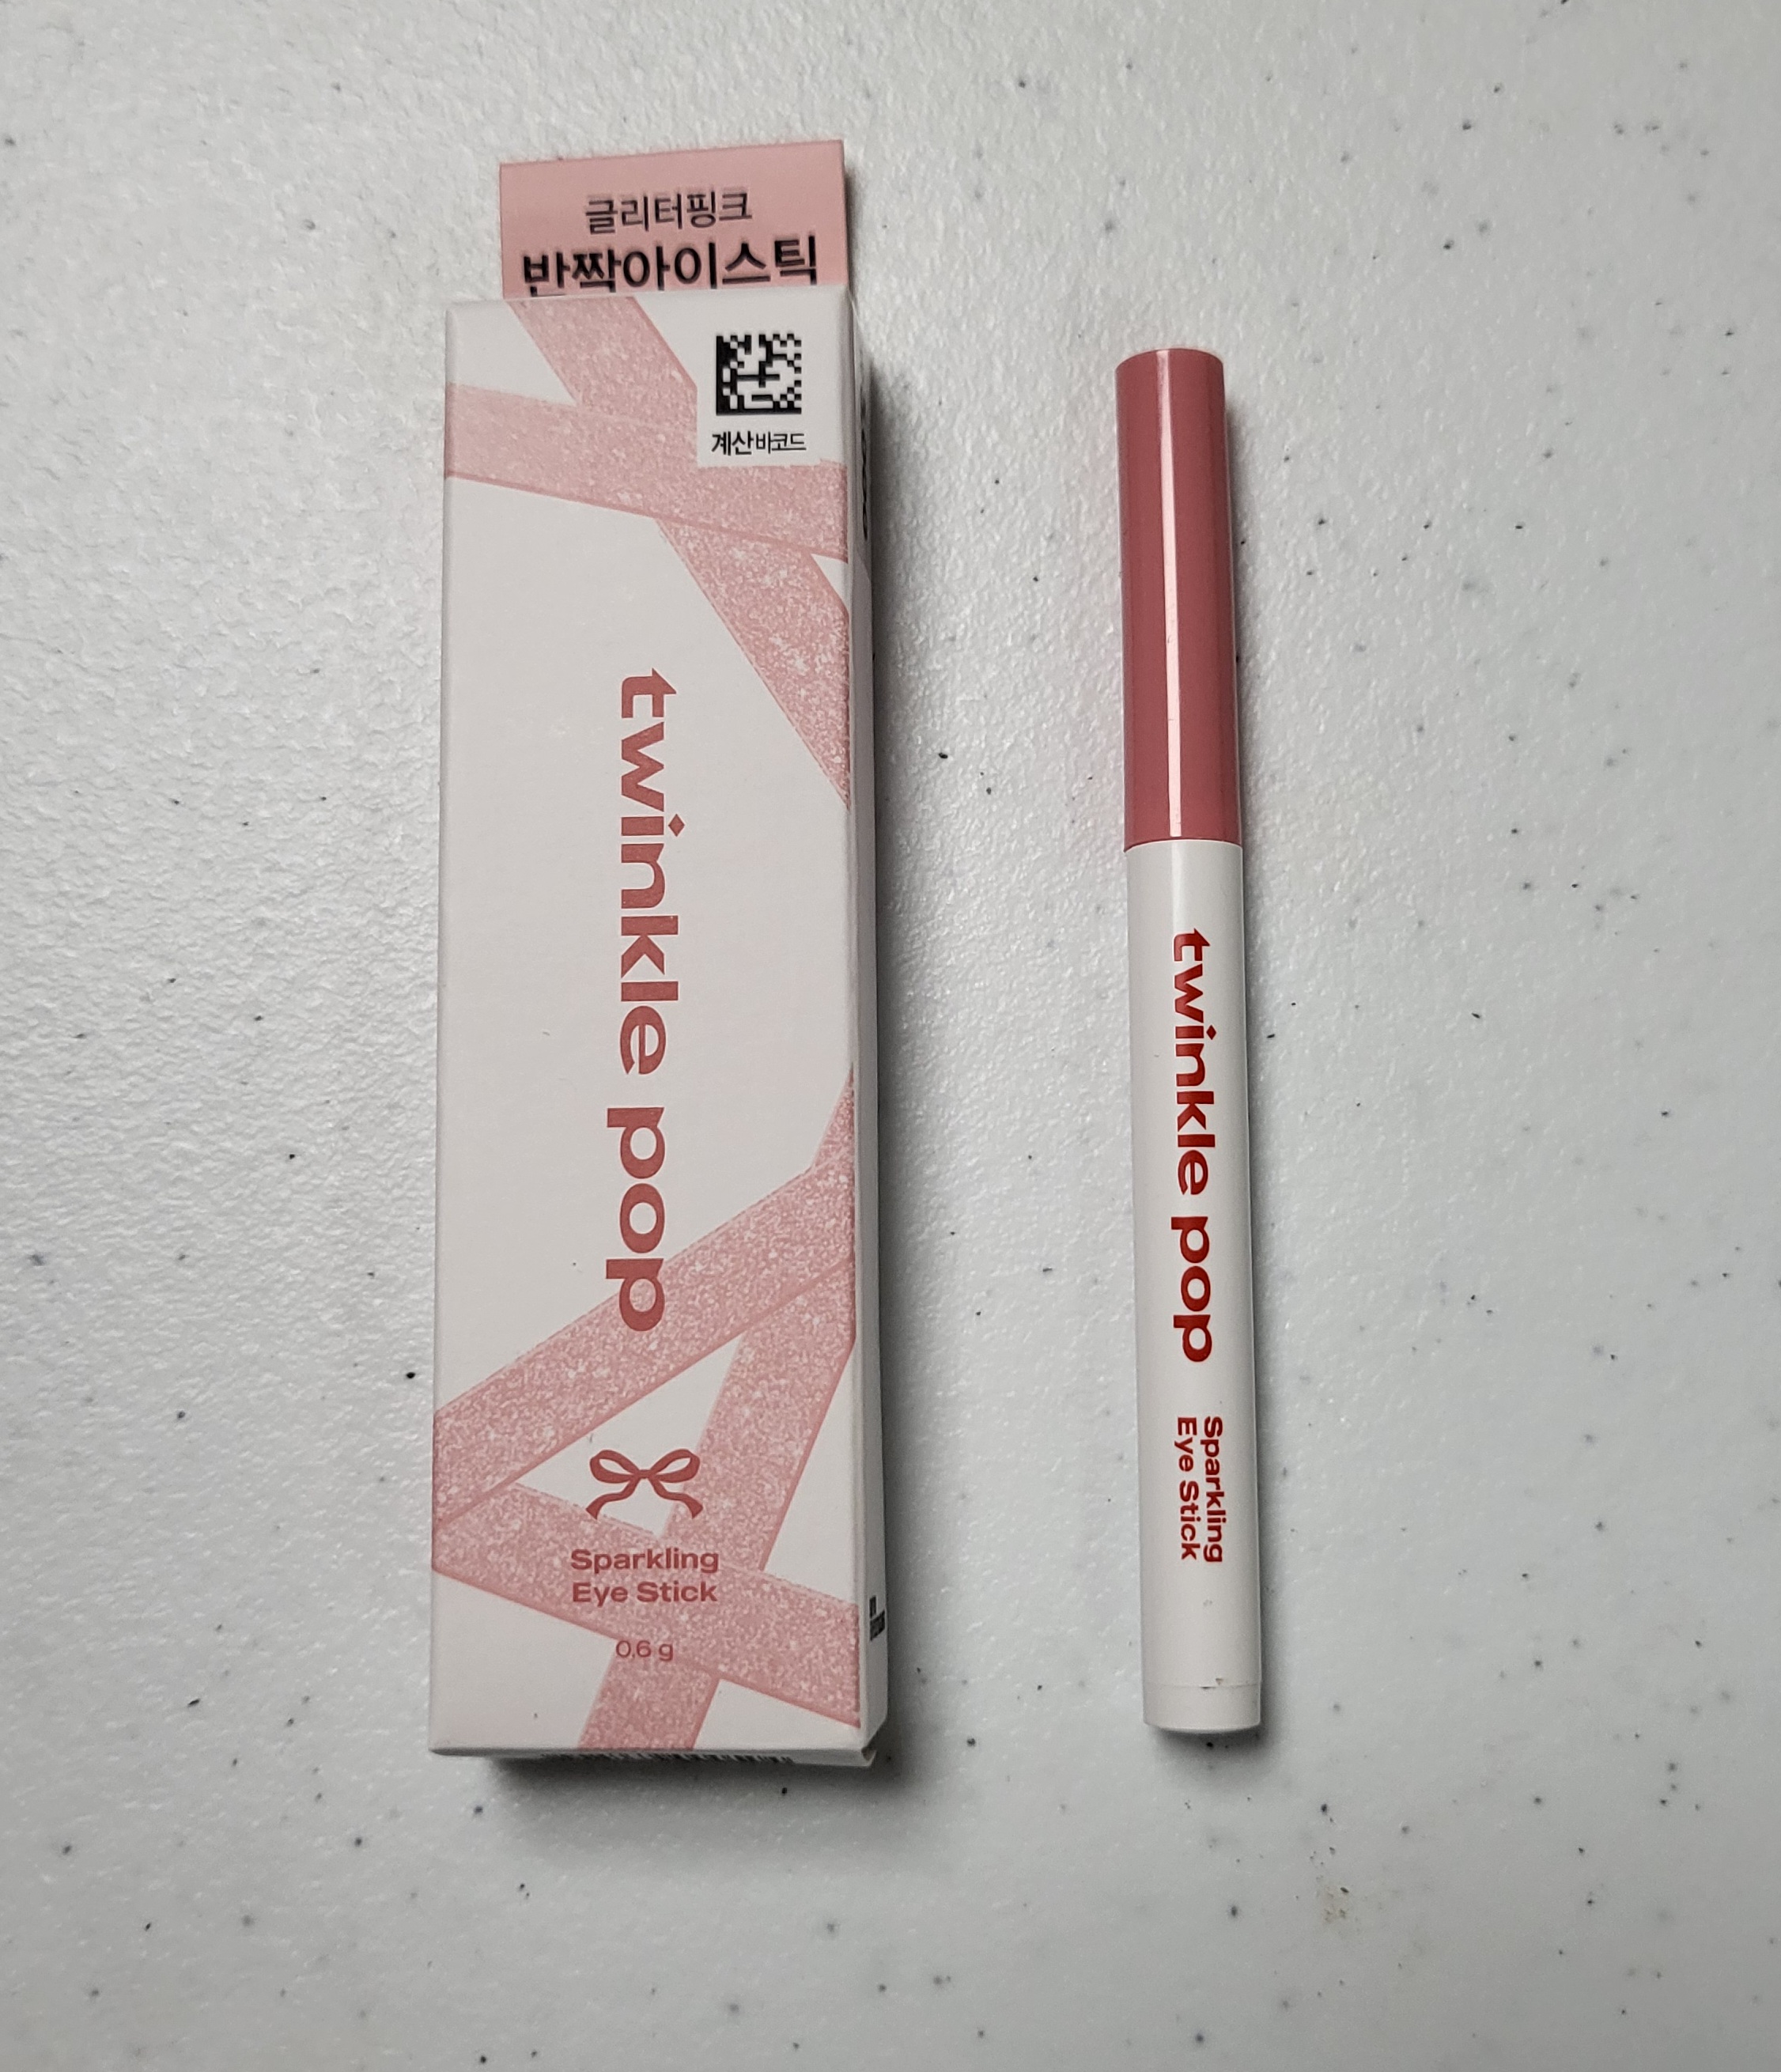 글리터핑크
반짝아이스틱
계산바코드
twinkle pop
Sparkling
Eye Stick
0.6 g
twinkle pop
Sparkling
Eye Stick